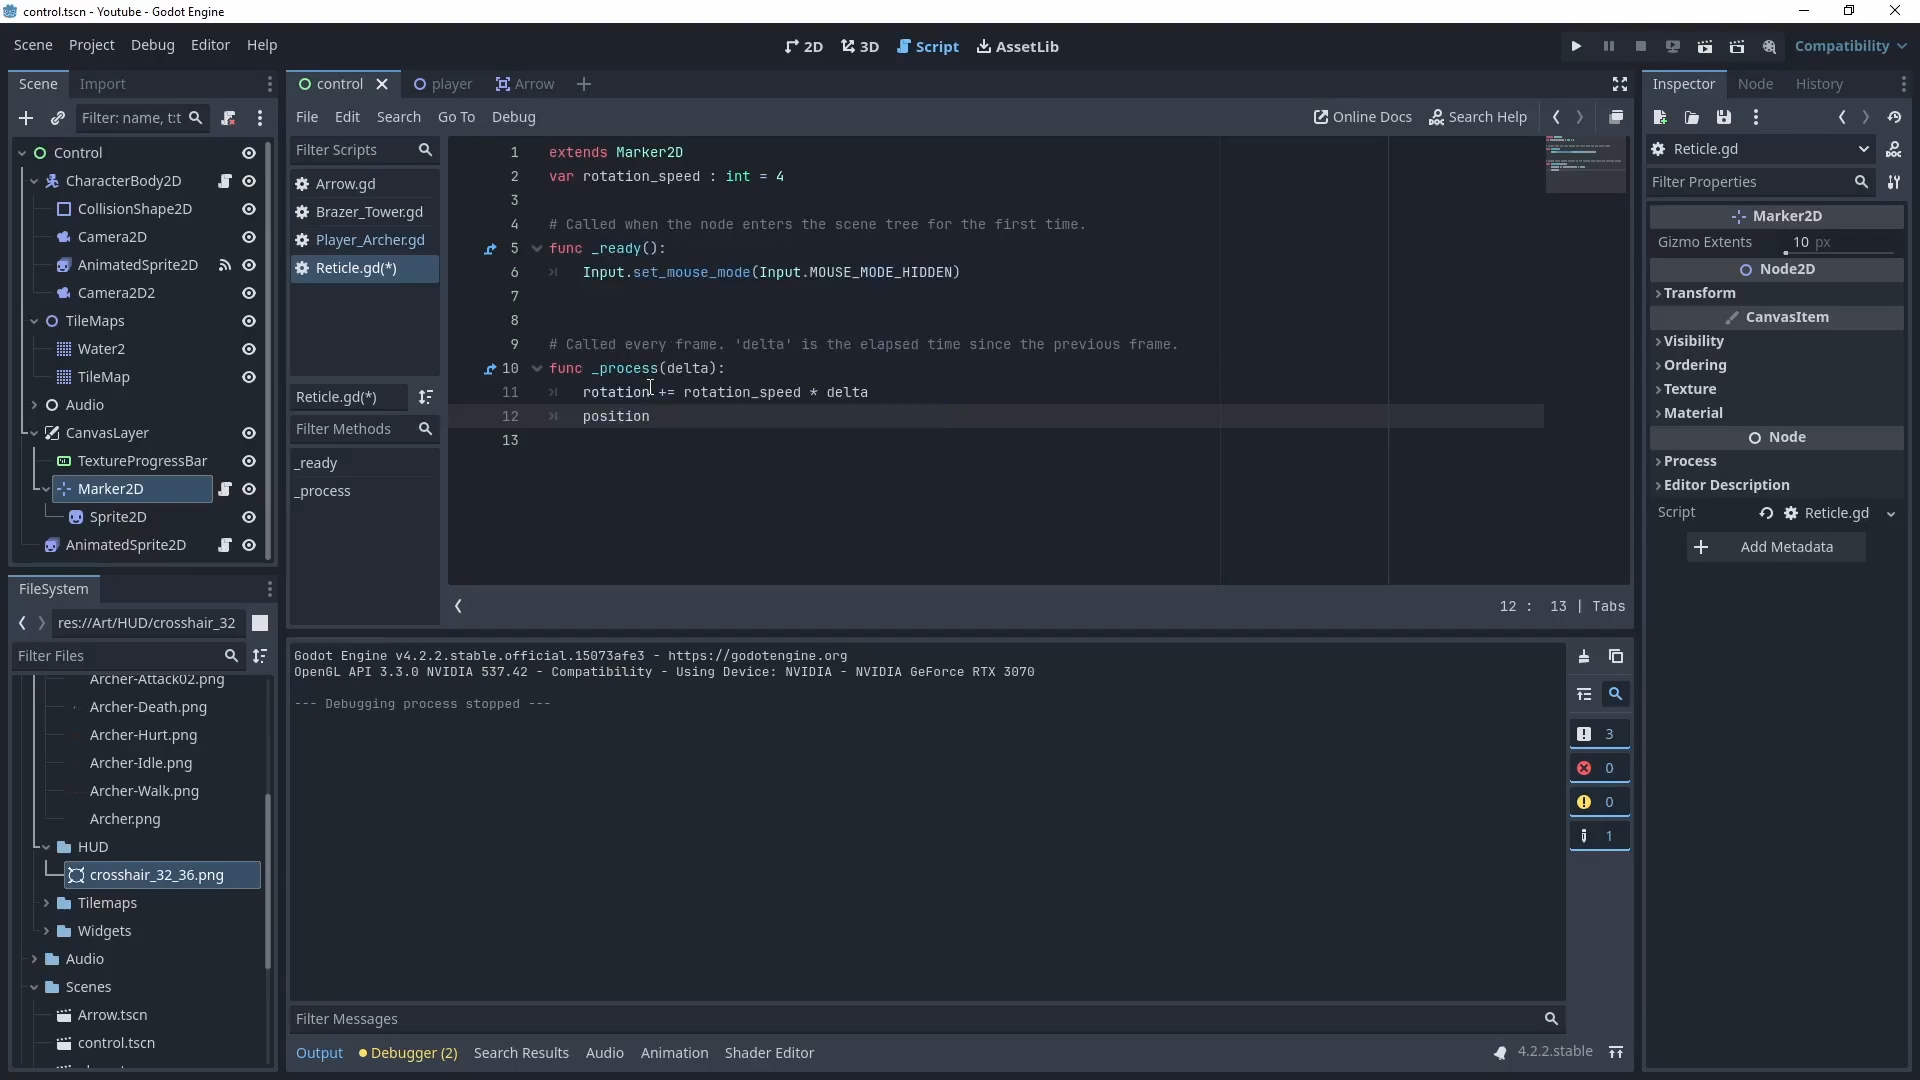 control.tscn - Youtube - Godot Engine
Scene Project Debug Editor Help
2D 3D Script AssetLib
Compatibility
Scene Import
Filter: name, t:t
Control
CharacterBody2D
CollisionShape2D
Camera2D
AnimatedSprite2D
Camera2D2
TileMaps
Water2
TileMap
Audio
CanvasLayer
TextureProgressBar
Marker2D
Sprite2D
AnimatedSprite2D
FileSystem
res://Art/HUD/crosshair_32
Filter Files
Archer-Attack02.png
Archer-Death.png
Archer-Hurt.png
Archer-Idle.png
Archer-Walk.png
Archer.png
HUD
crosshair_32_36.png
Tilemaps
Widgets
Audio
Scenes
Arrow.tscn
control.tscn
control player Arrow
File Edit Search Go To Debug
Online Docs Search Help
Filter Scripts
Arrow.gd
Brazer_Tower.gd
Player_Archer.gd
Reticle.gd(*)
Reticle.gd(*)
Filter Methods
_ready
_process
1 extends Marker2D
2 var rotation_speed : int = 4
3
4 # Called when the node enters the scene tree for the first time.
5 func _ready():
6 Input.set_mouse_mode(Input.MOUSE_MODE_HIDDEN)
7
8
9 # Called every frame. 'delta' is the elapsed time since the previous frame.
10 func _process(delta):
11 rotation += rotation_speed * delta
12 position
13
12 : 13 | Tabs
Godot Engine v4.2.2.stable.official.15073afe3 - https://godotengine.org
OpenGL API 3.3.0 NVIDIA 537.42 - Compatibility - Using Device: NVIDIA - NVIDIA GeForce RTX 3070
--- Debugging process stopped ---
3
0
0
1
Filter Messages
Output Debugger (2) Search Results Audio Animation Shader Editor
4.2.2.stable
Inspector Node History
Reticle.gd
Filter Properties
Marker2D
Gizmo Extents 10 px
Node2D
Transform
CanvasItem
Visibility
Ordering
Texture
Material
Node
Process
Editor Description
Script Reticle.gd
Add Metadata